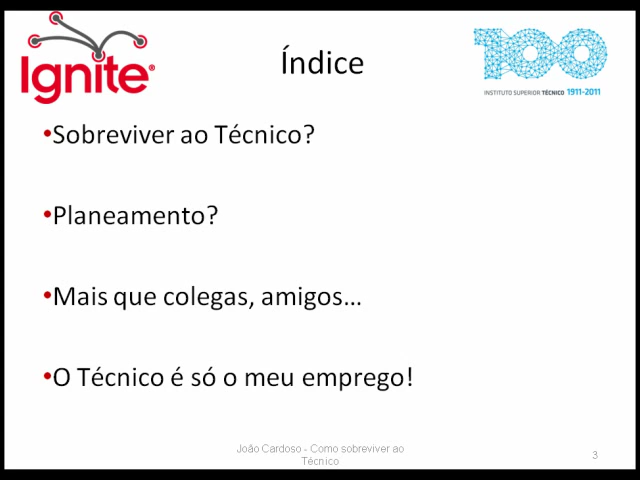 Ignite®
Índice
100
INSTITUTO SUPERIOR TÉCNICO 1911-2011
•Sobreviver ao Técnico?
•Planeamento?
•Mais que colegas, amigos...
•O Técnico é só o meu emprego!
João Cardoso - Como sobreviver ao
Técnico
3